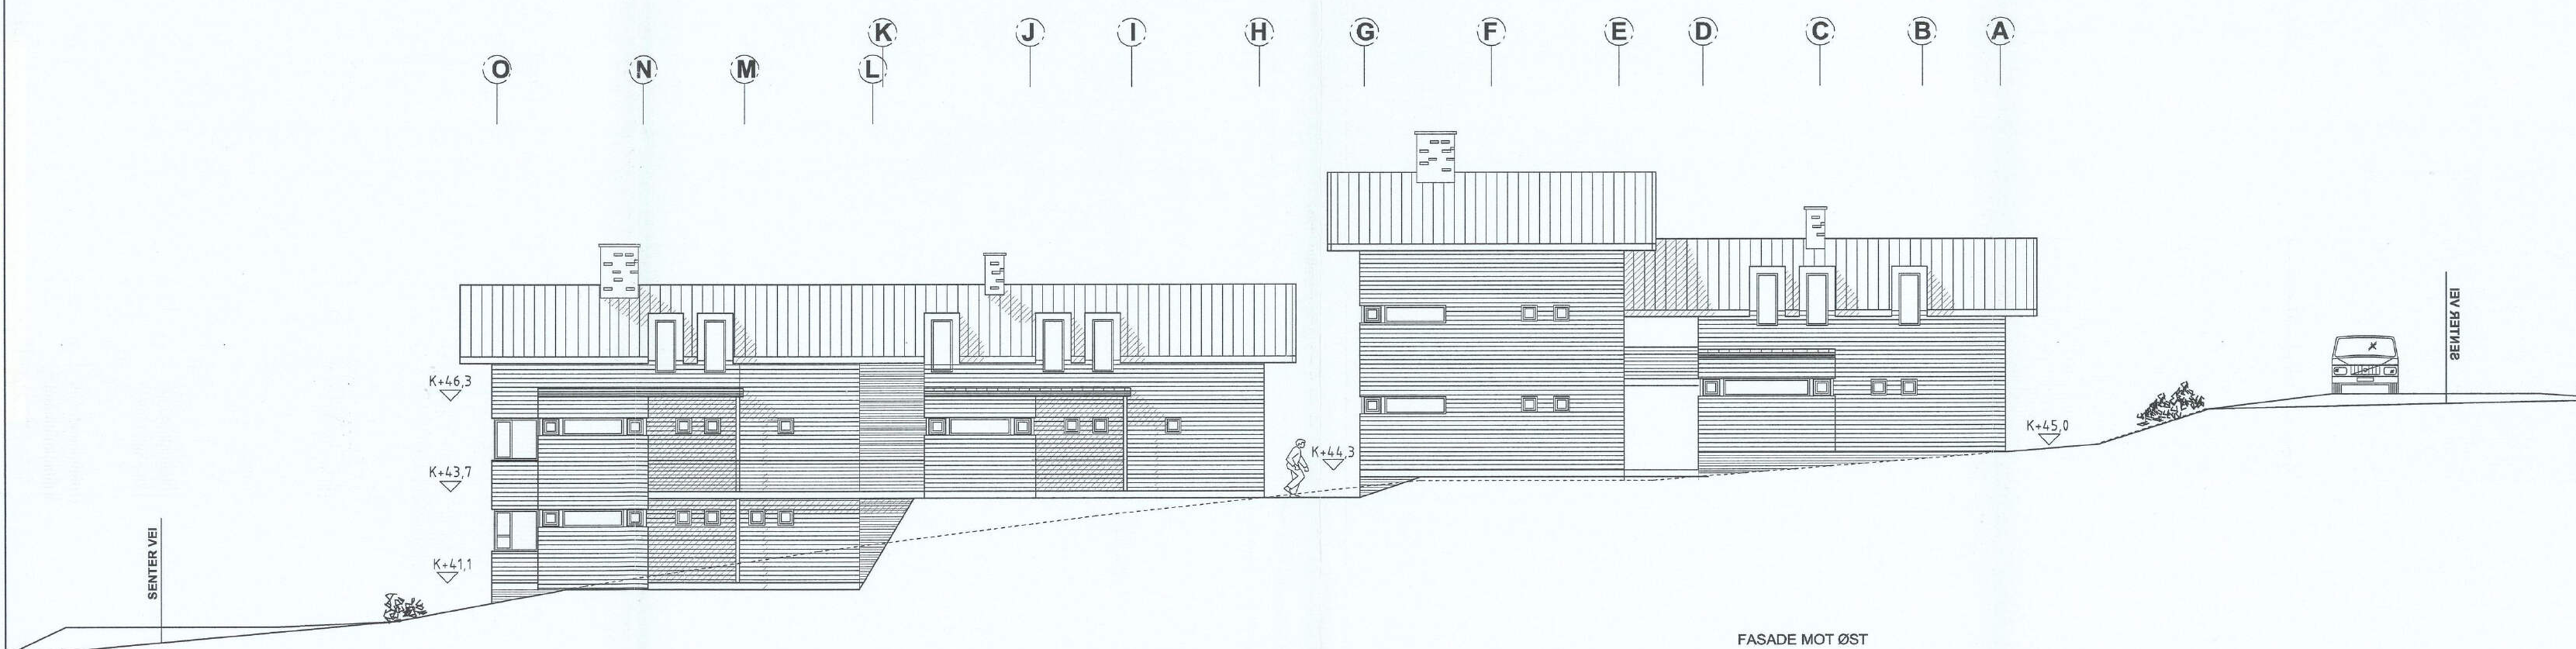 K J I H G F E D C B A
O N M L
SENTER VEI
K+46,3
K+44,3
K+45,0
K+43,7
SENTER VEI
K+41,1
FASADE MOT ØST